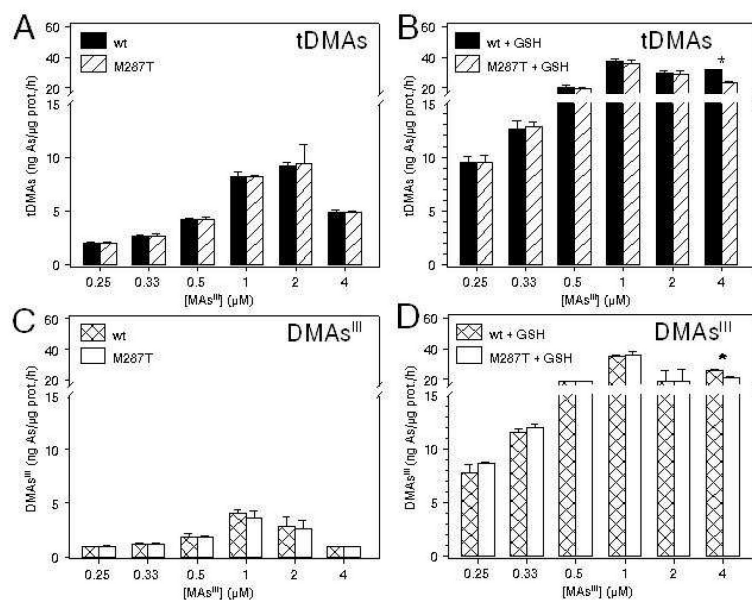 A
tDMAs
wt
M287T
tDMAs (ng As/µg prot./h)
60
40
20
15
10
5
0
0.25 0.33 0.5 1 2 4
[MAsᴵᴵᴵ] (µM)
B
tDMAs
wt + GSH
M287T + GSH
*
tDMAs (ng As/µg prot./h)
60
40
20
15
10
5
0
0.25 0.33 0.5 1 2 4
[MAsᴵᴵᴵ] (µM)
C
DMAsᴵᴵᴵ
wt
M287T
DMAsᴵᴵᴵ (ng As/µg prot./h)
60
40
20
15
10
5
0
0.25 0.33 0.5 1 2 4
[MAsᴵᴵᴵ] (µM)
D
DMAsᴵᴵᴵ
wt + GSH
M287T + GSH
*
DMAsᴵᴵᴵ (ng As/µg prot./h)
60
40
20
15
10
5
0
0.25 0.33 0.5 1 2 4
[MAsᴵᴵᴵ] (µM)